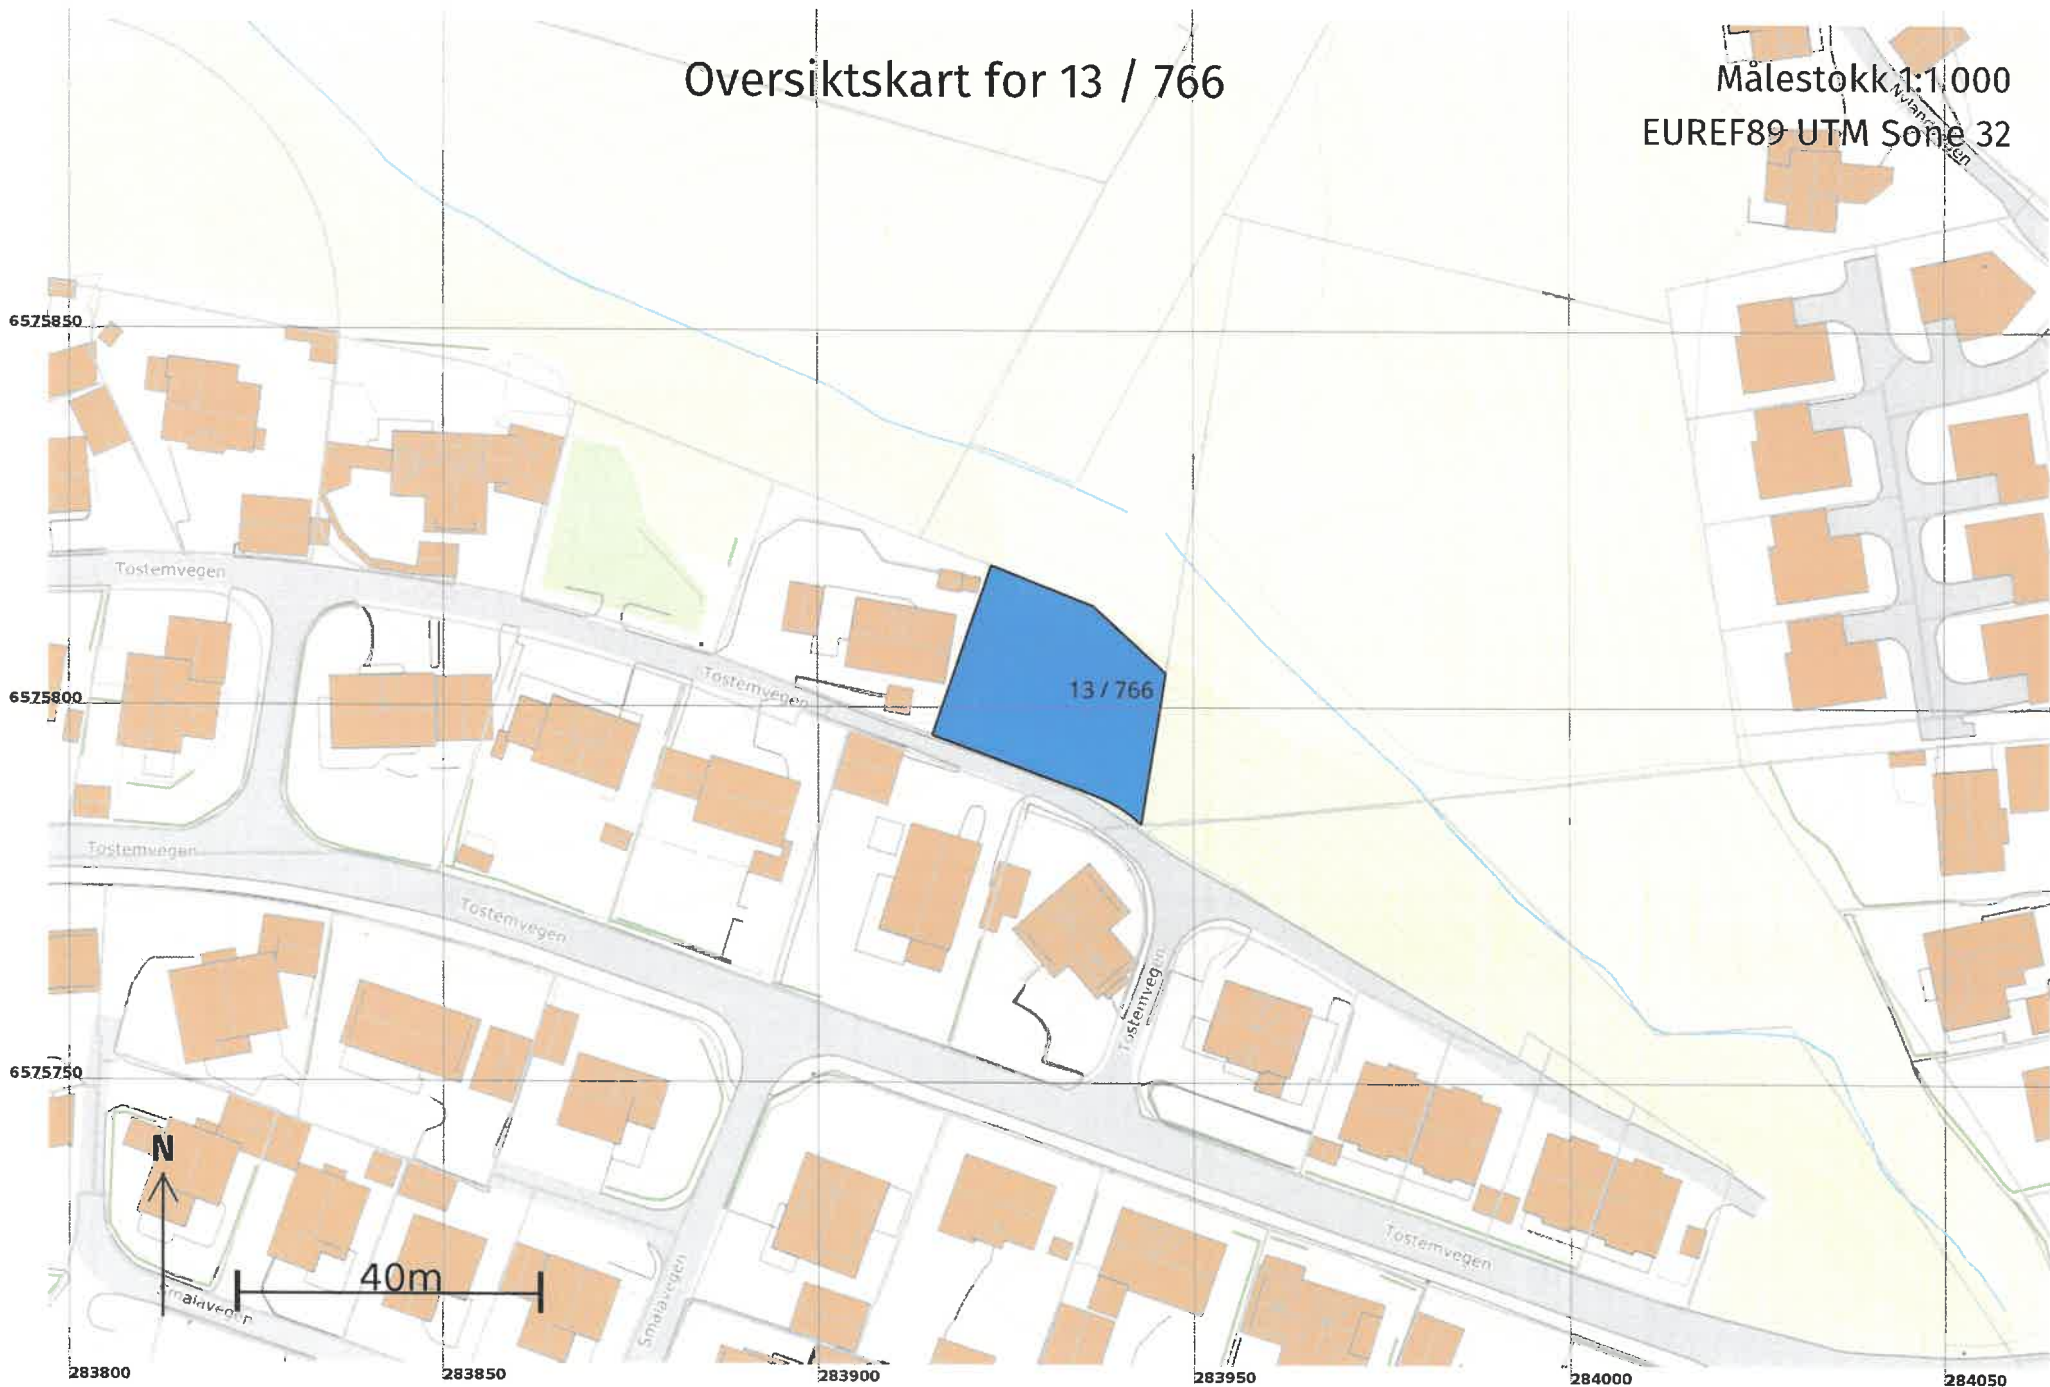 Oversiktskart for 13 / 766
Målestokk 1:1 000
EUREF89 UTM Sone 32
Nylandvegen
6575850
Tostemvegen
13 / 766
6575800
Tostemvegen
Tostemvegen
Tostemvegen
Tostemvegen
6575750
N
Tostemvegen
40m
Smalavegen
Smalavegen
283800
283850
283900
283950
284000
284050